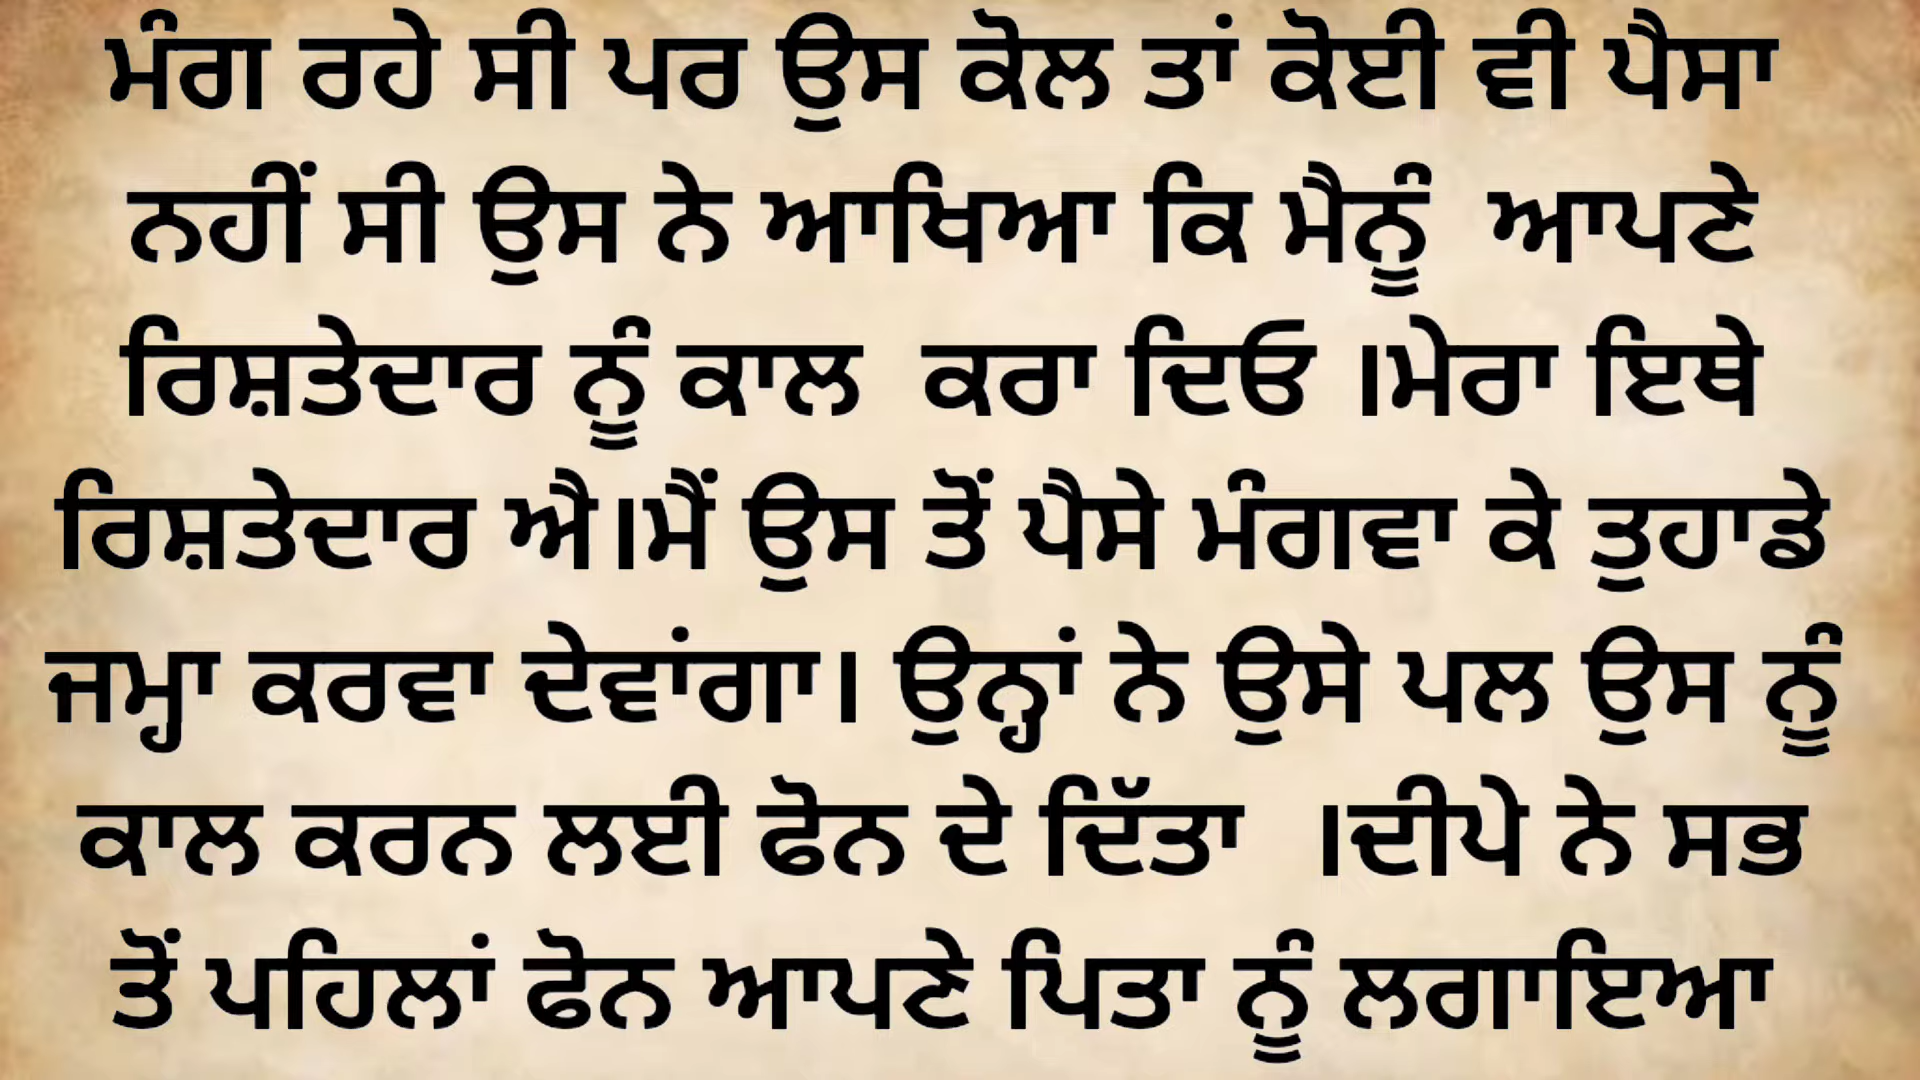 ਮੰਗ ਰਹੇ ਸੀ ਪਰ ਉਸ ਕੋਲ ਤਾਂ ਕੋਈ ਵੀ ਪੈਸਾ
ਨਹੀਂ ਸੀ ਉਸ ਨੇ ਆਖਿਆ ਕਿ ਮੈਨੂੰ ਆਪਣੇ
ਰਿਸ਼ਤੇਦਾਰ ਨੂੰ ਕਾਲ ਕਰਾ ਦਿਓ ।ਮੇਰਾ ਇਥੇ
ਰਿਸ਼ਤੇਦਾਰ ਐ।ਮੈਂ ਉਸ ਤੋਂ ਪੈਸੇ ਮੰਗਵਾ ਕੇ ਤੁਹਾਡੇ
ਜਮ੍ਹਾ ਕਰਵਾ ਦੇਵਾਂਗਾ। ਉਨ੍ਹਾਂ ਨੇ ਉਸੇ ਪਲ ਉਸ ਨੂੰ
ਕਾਲ ਕਰਨ ਲਈ ਫੋਨ ਦੇ ਦਿੱਤਾ ।ਦੀਪੇ ਨੇ ਸਭ
ਤੋਂ ਪਹਿਲਾਂ ਫੋਨ ਆਪਣੇ ਪਿਤਾ ਨੂੰ ਲਗਾਇਆ